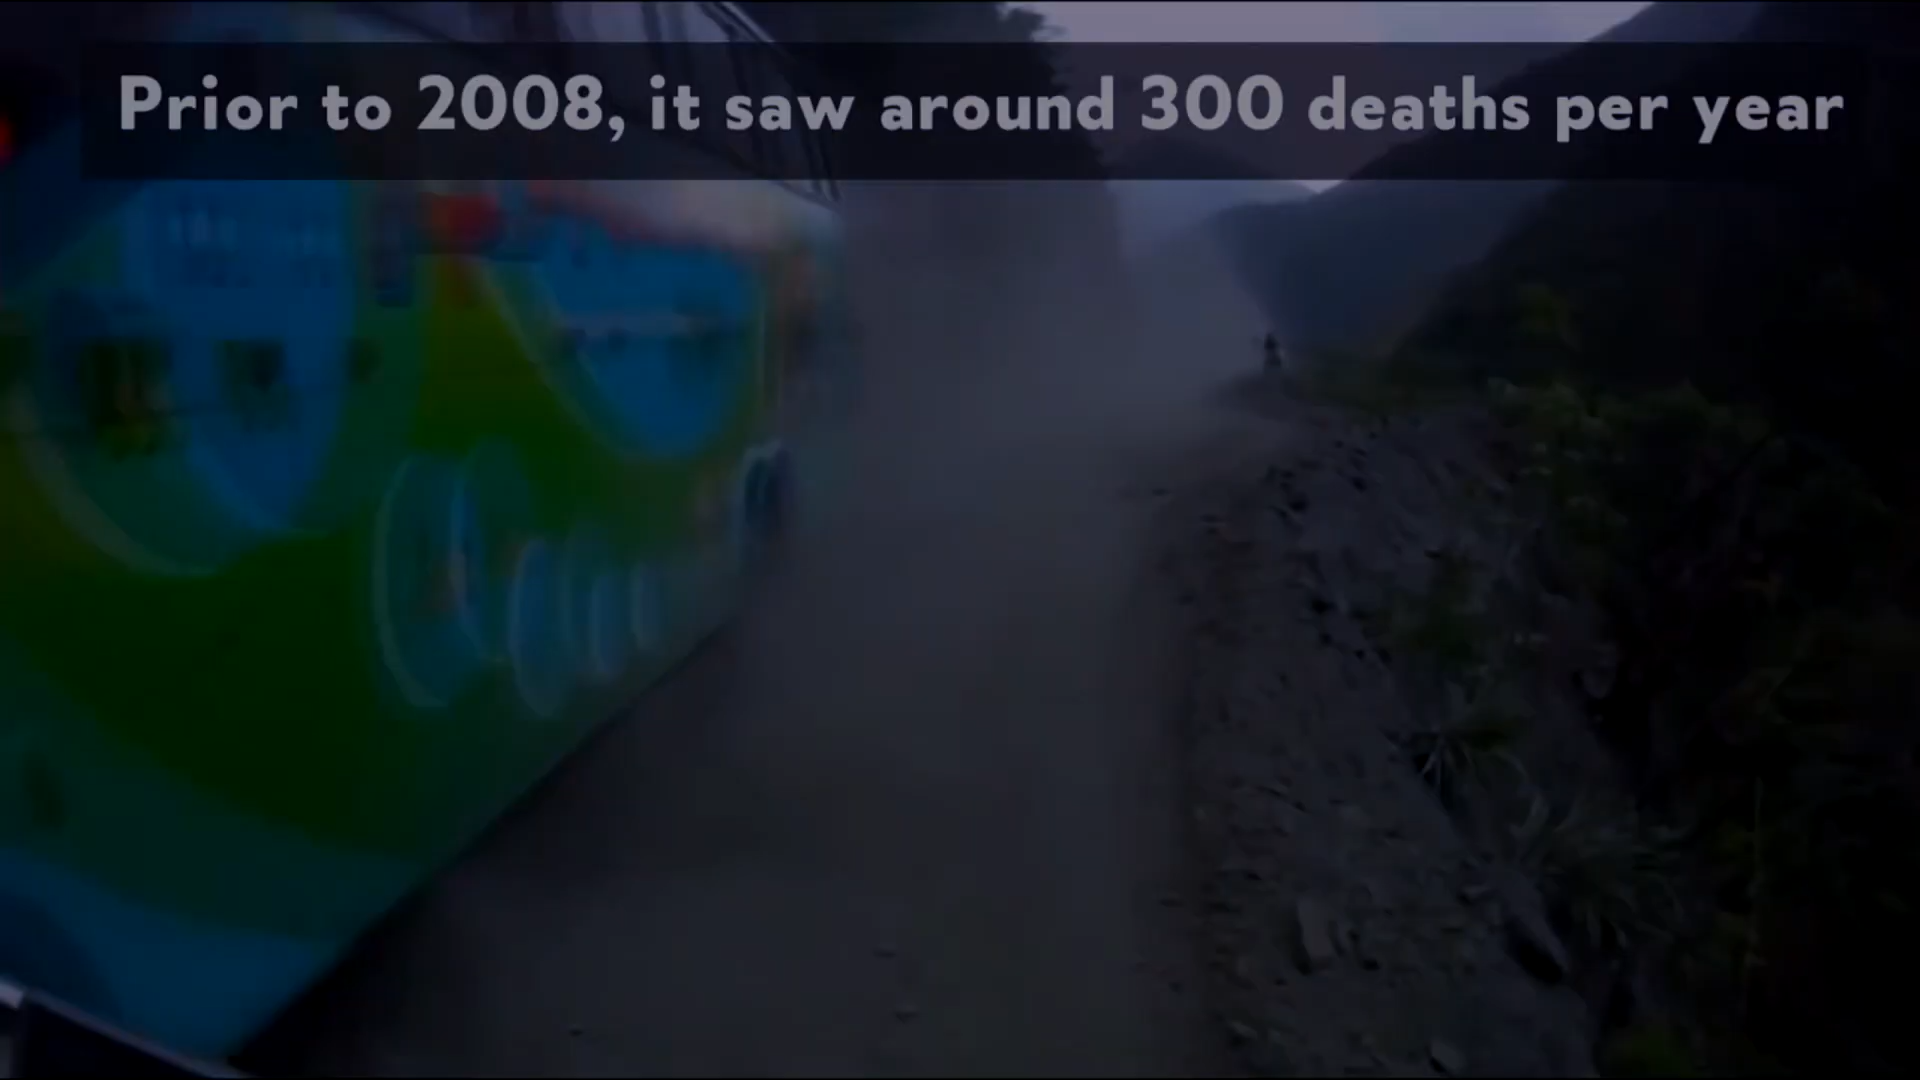 Prior to 2008, it saw around 300 deaths per year